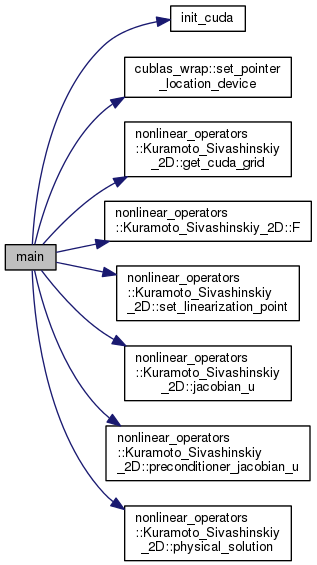 init_cuda
cublas_wrap::set_pointer
_location_device
nonlinear_operators
::Kuramoto_Sivashinskiy
_2D::get_cuda_grid
nonlinear_operators
::Kuramoto_Sivashinskiy_2D::F
main
nonlinear_operators
::Kuramoto_Sivashinskiy
_2D::set_linearization_point
nonlinear_operators
::Kuramoto_Sivashinskiy
_2D::jacobian_u
nonlinear_operators
::Kuramoto_Sivashinskiy
_2D::preconditioner_jacobian_u
nonlinear_operators
::Kuramoto_Sivashinskiy
_2D::physical_solution